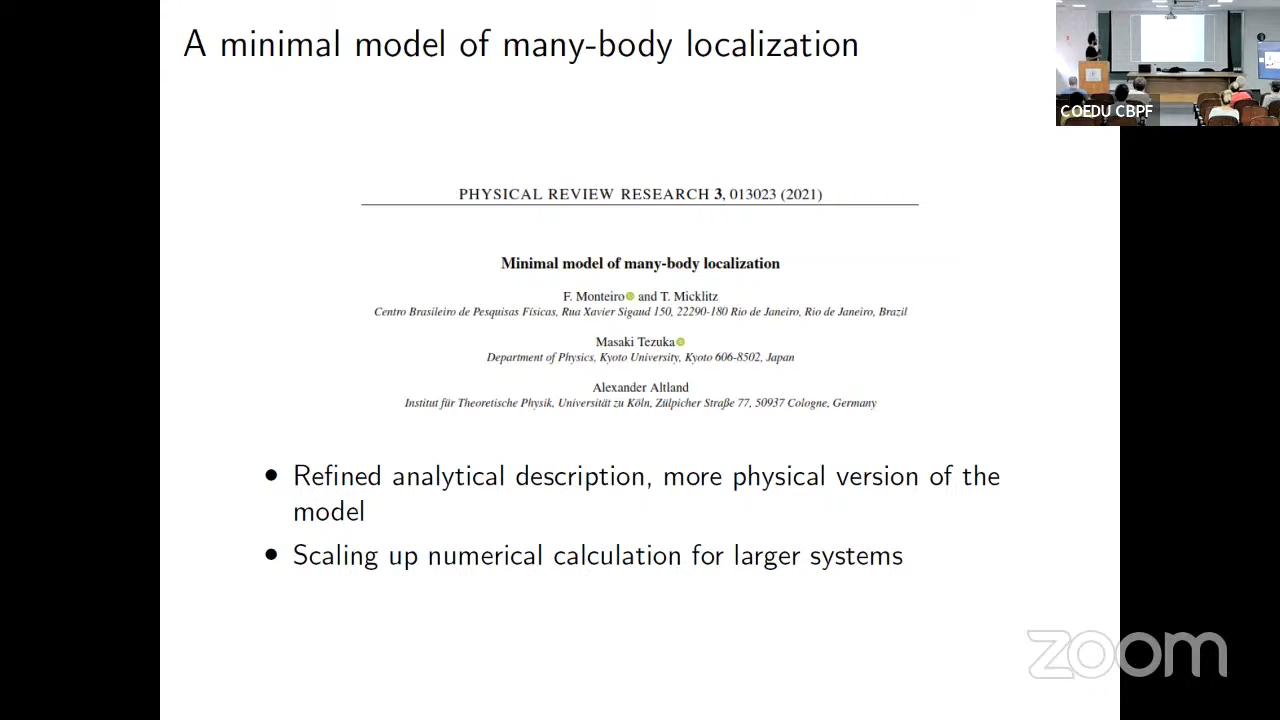 A minimal model of many-body localization
COEDU CBPF
PHYSICAL REVIEW RESEARCH 3, 013023 (2021)
Minimal model of many-body localization
F. Monteiro and T. Micklitz
Centro Brasileiro de Pesquisas Físicas, Rua Xavier Sigaud 150, 22290-180 Rio de Janeiro, Rio de Janeiro, Brazil
Masaki Tezuka
Department of Physics, Kyoto University, Kyoto 606-8502, Japan
Alexander Altland
Institut für Theoretische Physik, Universität zu Köln, Zülpicher Straße 77, 50937 Cologne, Germany
• Refined analytical description, more physical version of the
model
• Scaling up numerical calculation for larger systems
zoom